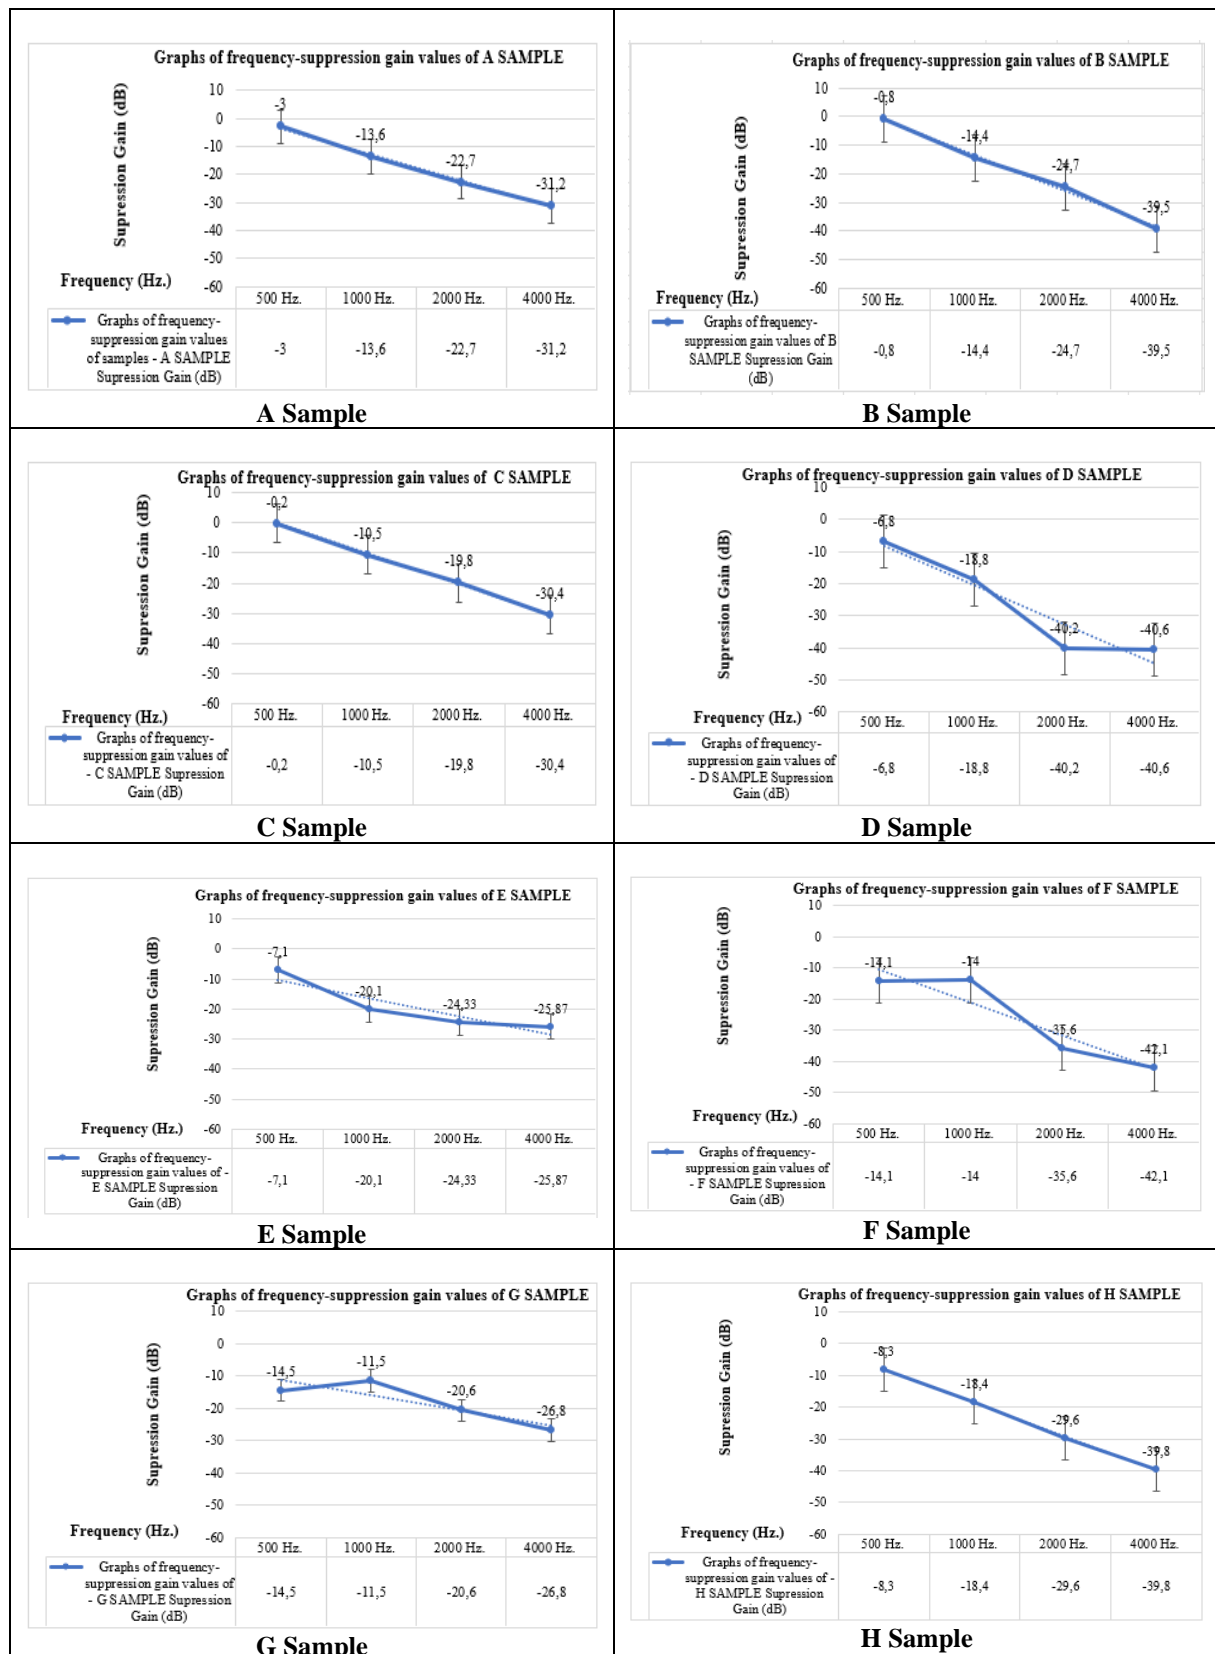 Graphs of frequency-suppression gain values of A SAMPLE
Supression Gain (dB)
10
0
-10
-20
-30
-40
-50
-60
-3
-13,6
-22,7
-31,2
Frequency (Hz.)
500 Hz. 1000 Hz. 2000 Hz. 4000 Hz.
Graphs of frequency-
suppression gain values
of samples - A SAMPLE
Supression Gain (dB)
-3 -13,6 -22,7 -31,2
A Sample
Graphs of frequency-suppression gain values of B SAMPLE
Supression Gain (dB)
10
0
-10
-20
-30
-40
-50
-60
-0,8
-14,4
-24,7
-39,5
Frequency (Hz.)
500 Hz. 1000 Hz. 2000 Hz. 4000 Hz.
Graphs of frequency-
suppression gain values of B
SAMPLE Supression Gain
(dB)
-0,8 -14,4 -24,7 -39,5
B Sample
Graphs of frequency-suppression gain values of C SAMPLE
Supression Gain (dB)
10
0
-10
-20
-30
-40
-50
-60
-0,2
-10,5
-19,8
-30,4
Frequency (Hz.)
500 Hz. 1000 Hz. 2000 Hz. 4000 Hz.
Graphs of frequency-
suppression gain values of
- C SAMPLE Supression
Gain (dB)
-0,2 -10,5 -19,8 -30,4
C Sample
Graphs of frequency-suppression gain values of D SAMPLE
Supression Gain (dB)
10
0
-10
-20
-30
-40
-50
-60
-6,8
-18,8
-40,2
-40,6
Frequency (Hz.)
500 Hz. 1000 Hz. 2000 Hz. 4000 Hz.
Graphs of frequency-
suppression gain values of
- D SAMPLE Supression
Gain (dB)
-6,8 -18,8 -40,2 -40,6
D Sample
Graphs of frequency-suppression gain values of E SAMPLE
Supression Gain (dB)
10
0
-10
-20
-30
-40
-50
-60
-7,1
-20,1
-24,33
-25,87
Frequency (Hz.)
500 Hz. 1000 Hz. 2000 Hz. 4000 Hz.
Graphs of frequency-
suppression gain values of -
E SAMPLE Supression
Gain (dB)
-7,1 -20,1 -24,33 -25,87
E Sample
Graphs of frequency-suppression gain values of F SAMPLE
Supression Gain (dB)
10
0
-10
-20
-30
-40
-50
-60
-14,1
-14
-35,6
-42,1
Frequency (Hz.)
500 Hz. 1000 Hz. 2000 Hz. 4000 Hz.
Graphs of frequency-
suppression gain values of
- F SAMPLE Supression
Gain (dB)
-14,1 -14 -35,6 -42,1
F Sample
Graphs of frequency-suppression gain values of G SAMPLE
Supression Gain (dB)
10
0
-10
-20
-30
-40
-50
-60
-14,5
-11,5
-20,6
-26,8
Frequency (Hz.)
500 Hz. 1000 Hz. 2000 Hz. 4000 Hz.
Graphs of frequency-
suppression gain values of
- G SAMPLE Supression
Gain (dB)
-14,5 -11,5 -20,6 -26,8
G Sample
Graphs of frequency-suppression gain values of H SAMPLE
Supression Gain (dB)
10
0
-10
-20
-30
-40
-50
-60
-8,3
-18,4
-29,6
-39,8
Frequency (Hz.)
500 Hz. 1000 Hz. 2000 Hz. 4000 Hz.
Graphs of frequency-
suppression gain values of -
H SAMPLE Supression
Gain (dB)
-8,3 -18,4 -29,6 -39,8
H Sample